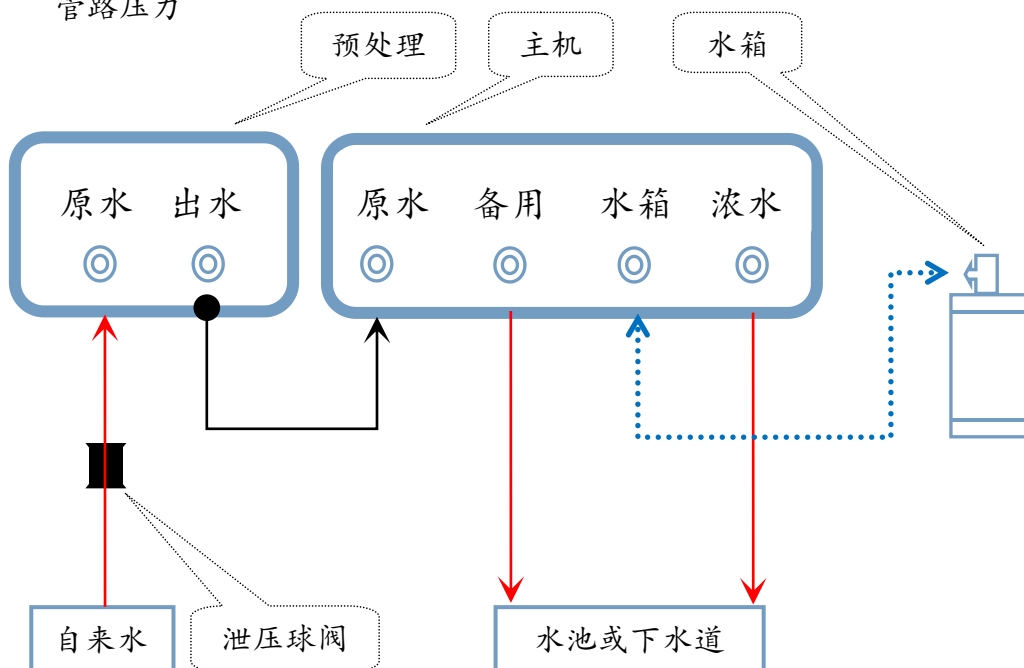 管路压力
预处理
主机
水箱
原水 出水
原水 备用 水箱 浓水
自来水
泄压球阀
水池或下水道